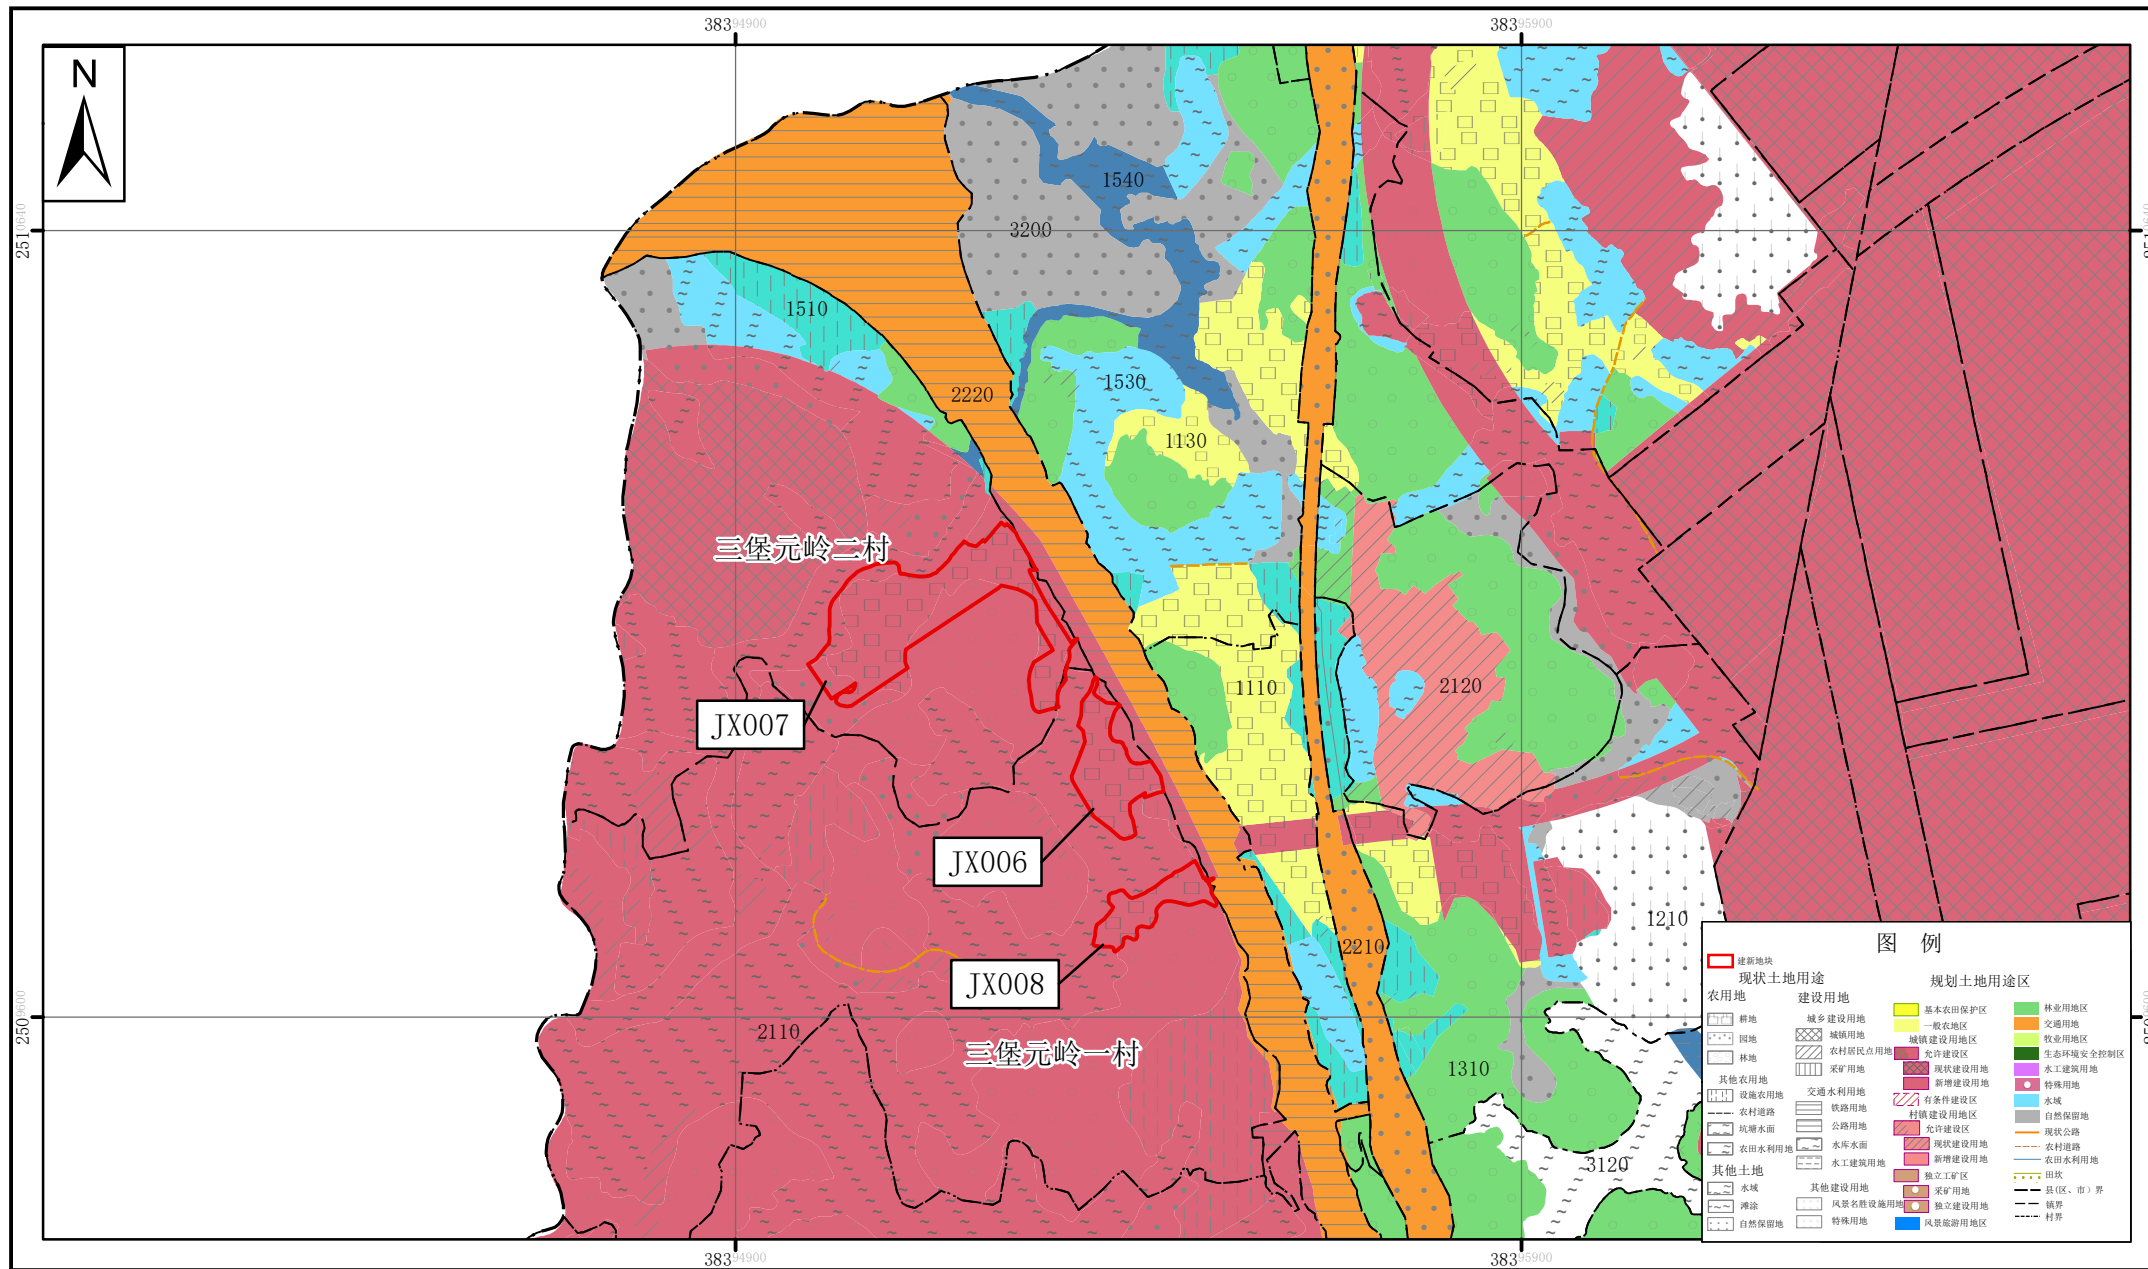 38394900
38395900
N
2510640
1540
3200
1510
2220
1530
1130
三堡元岭二村
1110
2120
JX007
JX006
1210
2210
JX008
2110
三堡元岭一村
1310
3120
2509600
38394900
38395900
图 例
建新地块
现状土地用途
农用地
耕地
园地
林地
其他农用地
设施农用地
农村道路
坑塘水面
农田水利用地
其他土地
水域
滩涂
自然保留地
建设用地
城乡建设用地
城镇用地
农村居民点用地
采矿用地
交通水利用地
铁路用地
公路用地
水库水面
水工建筑用地
其他建设用地
风景名胜设施用地
特殊用地
规划土地用途区
基本农田保护区
一般农地区
城镇建设用地区
允许建设区
现状建设用地
新增建设用地
有条件建设区
村镇建设用地区
允许建设区
现状建设用地
新增建设用地
独立工矿区
采矿用地
独立建设用地
风景旅游用地区
林业用地区
交通用地
牧业用地区
生态环境安全控制区
水工建筑用地
特殊用地
水域
自然保留地
现状公路
农村道路
农田水利用地
田坎
县(区、市）界
镇界
村界